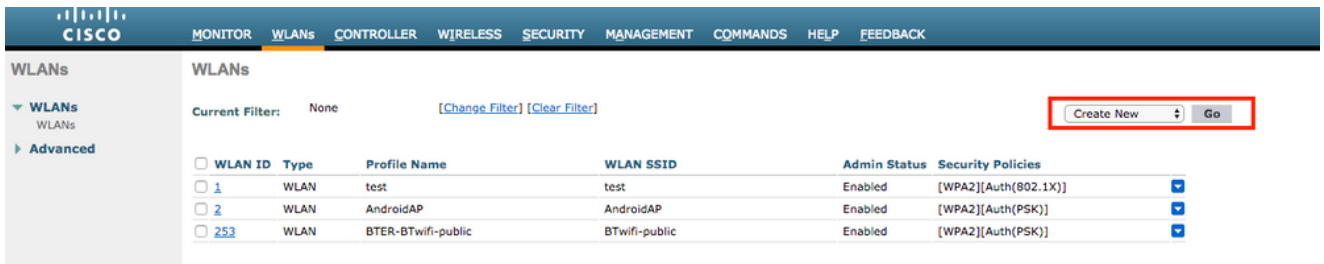 CISCO
MONITOR WLANs CONTROLLER WIRELESS SECURITY MANAGEMENT COMMANDS HELP FEEDBACK
WLANs
WLANs
WLANs
Advanced
WLANs
Current Filter: None [Change Filter] [Clear Filter]
Create New Go
WLAN ID Type Profile Name WLAN SSID Admin Status Security Policies
1 WLAN test test Enabled [WPA2][Auth(802.1X)]
2 WLAN AndroidAP AndroidAP Enabled [WPA2][Auth(PSK)]
253 WLAN BTER-BTwifi-public BTwifi-public Enabled [WPA2][Auth(PSK)]